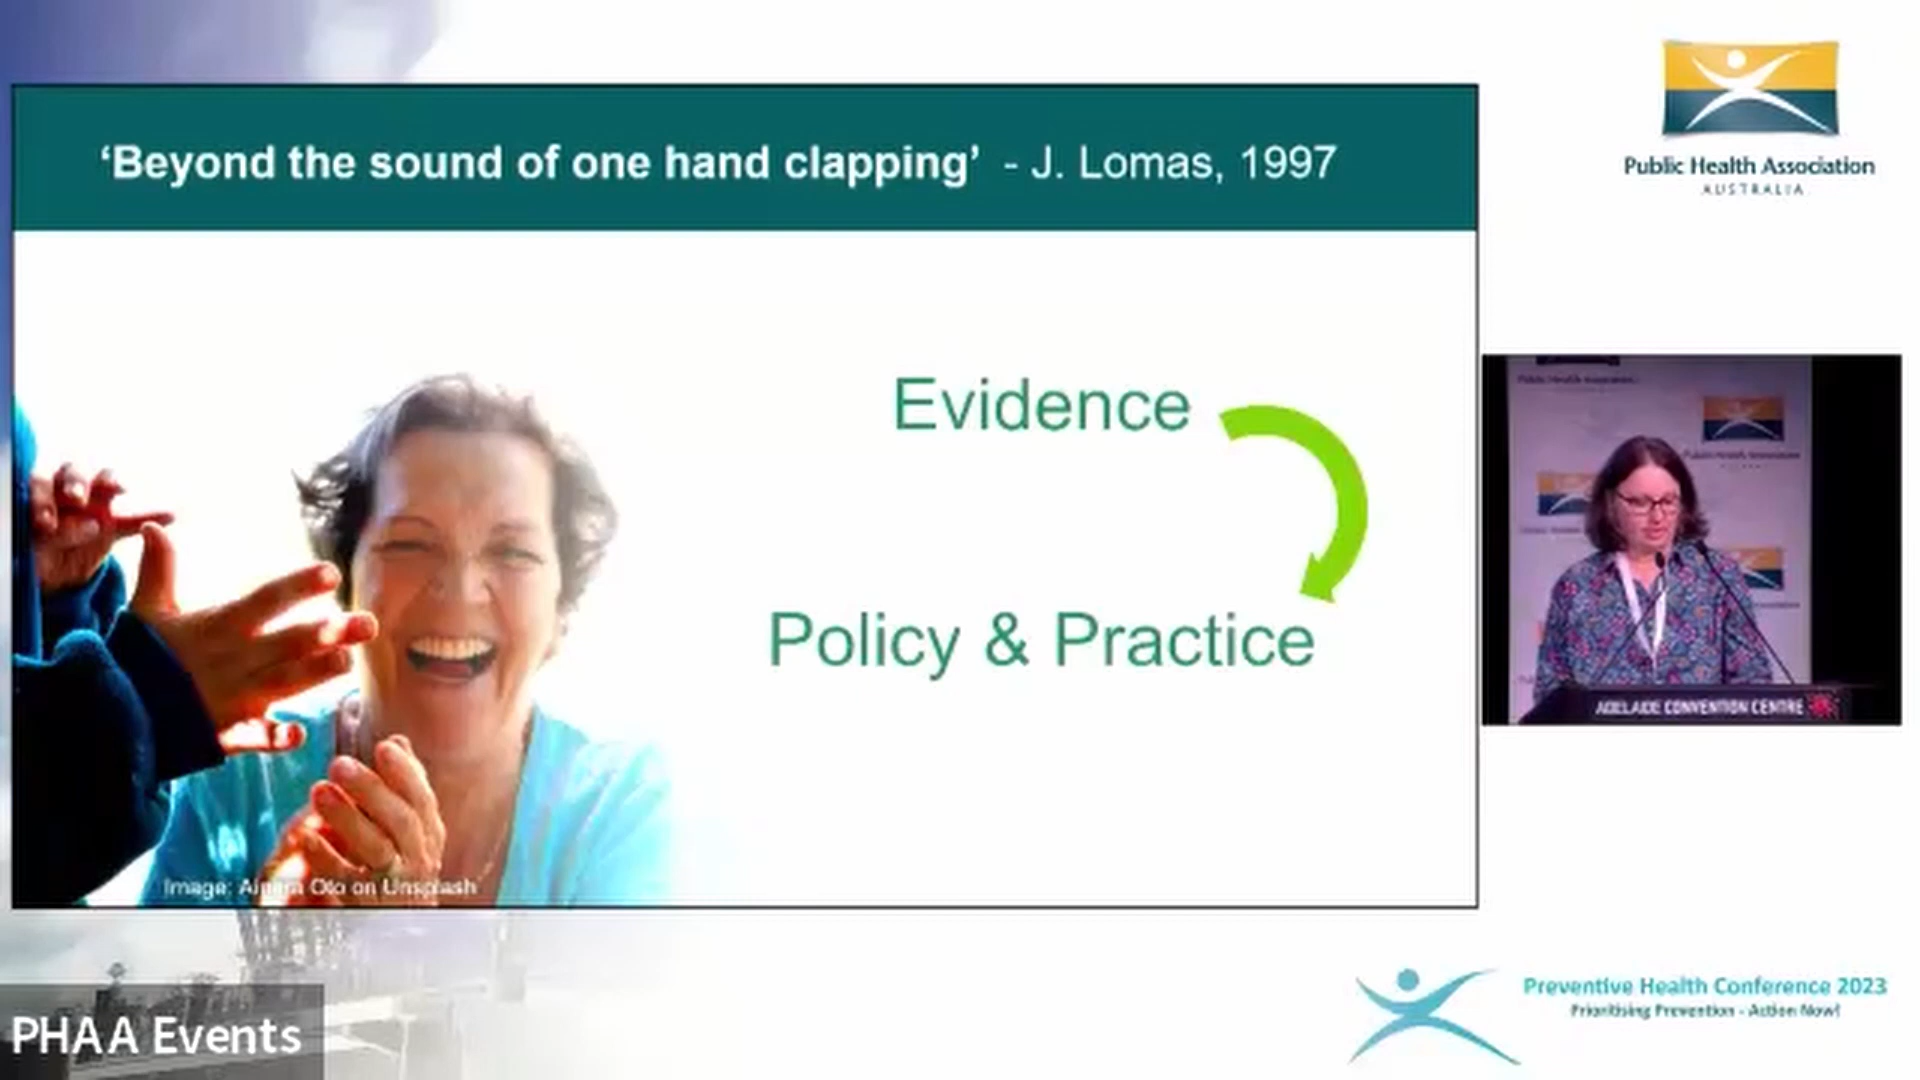 ‘Beyond the sound of one hand clapping’ - J. Lomas, 1997
Public Health Association
AUSTRALIA
Evidence
Policy & Practice
ADELAIDE CONVENTION CENTRE
Image: Olo on Unsplash
Preventive Health Conference 2023
Prioritising Prevention - Action Now!
PHAA Events